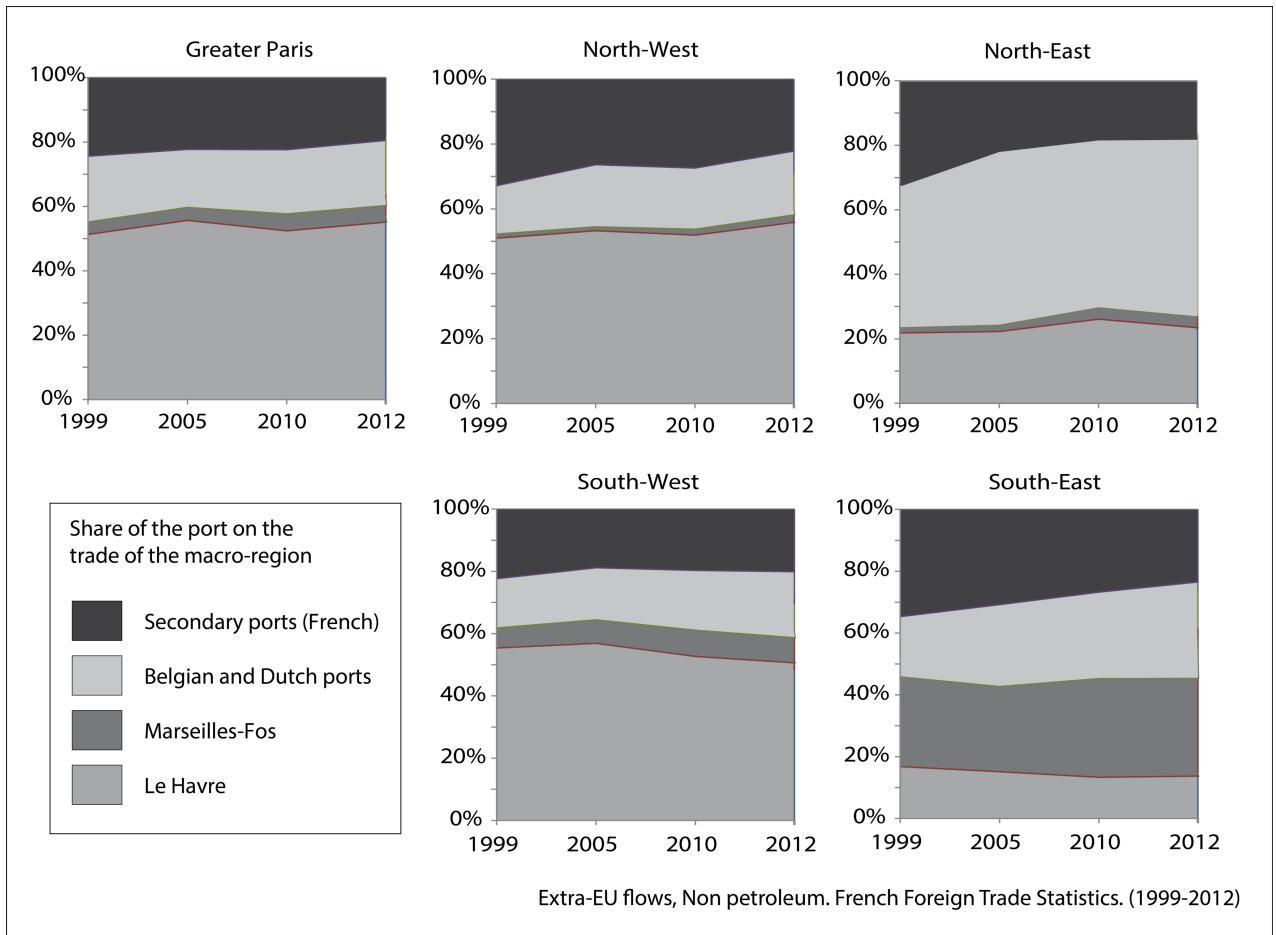 Greater Paris
100%
80%
60%
40%
20%
0%
1999 2005 2010 2012
North-West
100%
80%
60%
40%
20%
0%
1999 2005 2010 2012
North-East
100%
80%
60%
40%
20%
0%
1999 2005 2010 2012
Share of the port on the
trade of the macro-region
Secondary ports (French)
Belgian and Dutch ports
Marseilles-Fos
Le Havre
South-West
100%
80%
60%
40%
20%
0%
1999 2005 2010 2012
South-East
100%
80%
60%
40%
20%
0%
1999 2005 2010 2012
Extra-EU flows, Non petroleum. French Foreign Trade Statistics. (1999-2012)